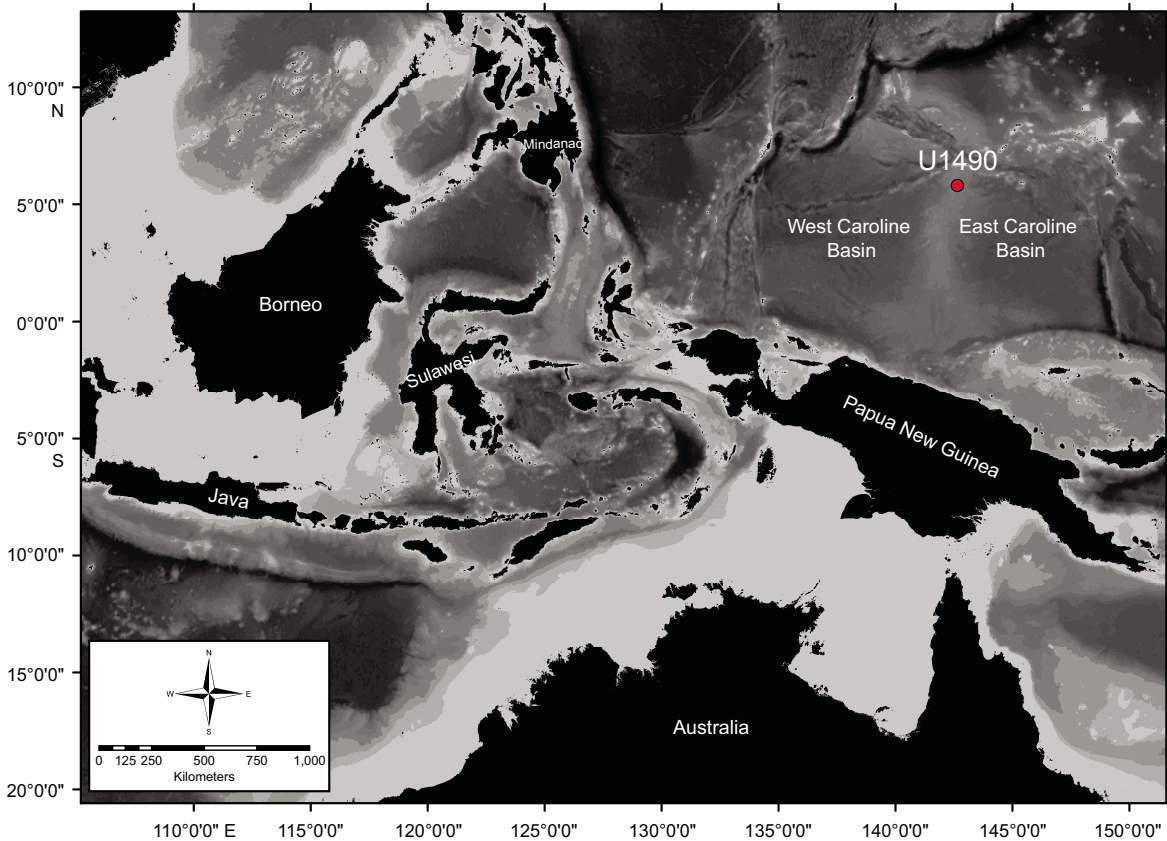 10°0'0"
N
5°0'0"
0°0'0"
5°0'0"
S
10°0'0"
15°0'0"
20°0'0"
Mindanao
U1490
West Caroline
Basin
East Caroline
Basin
Borneo
Sulawesi
Papua New Guinea
Java
Australia
N
W
E
S
0 125 250 500 750 1,000
Kilometers
110°0'0" E 115°0'0" 120°0'0" 125°0'0" 130°0'0" 135°0'0" 140°0'0" 145°0'0" 150°0'0"